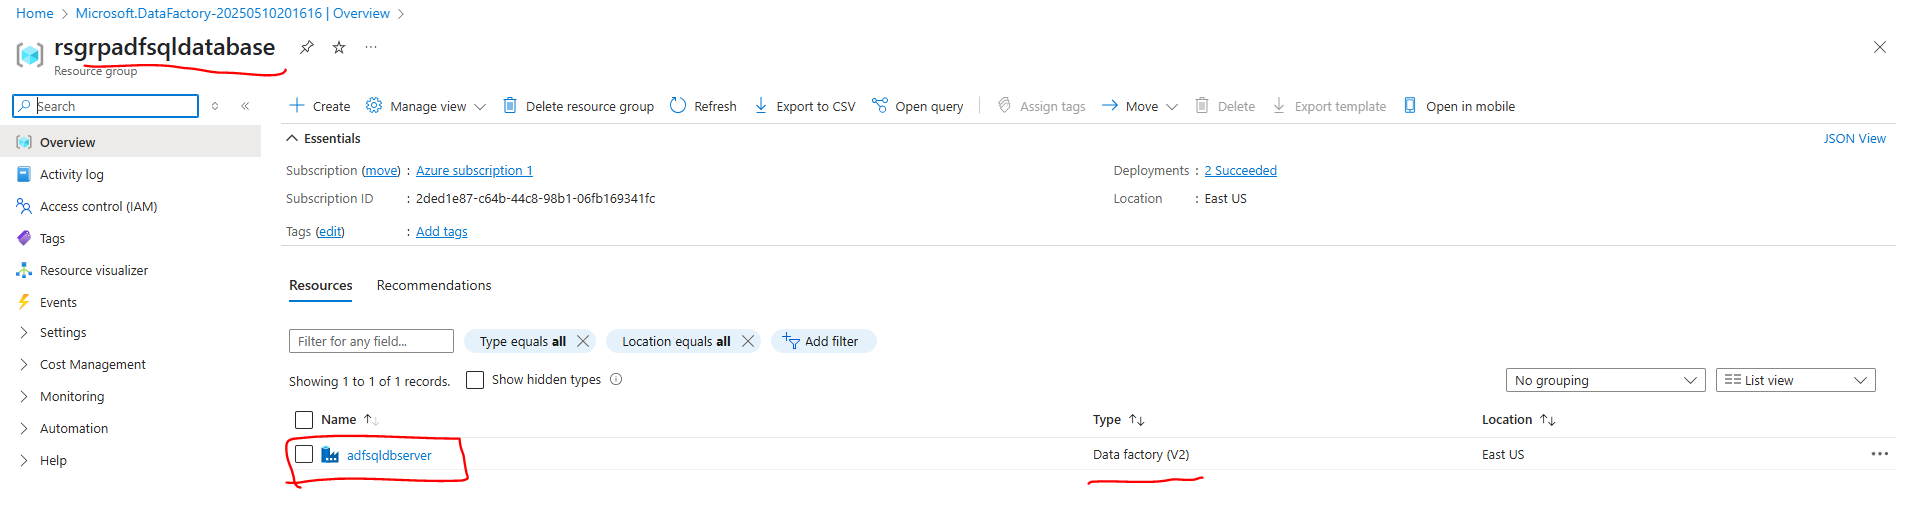 Home > Microsoft.DataFactory-20250510201616 | Overview >
rsgrpadfsqldatabase
Resource group
Search
Overview
Activity log
Access control (IAM)
Tags
Resource visualizer
Events
Settings
Cost Management
Monitoring
Automation
Help
Create Manage view Delete resource group Refresh Export to CSV Open query Assign tags Move Delete Export template Open in mobile
Essentials JSON View
Subscription (move) : Azure subscription 1 Deployments : 2 Succeeded
Subscription ID : 2ded1e87-c64b-44c8-98b1-06fb169341fc Location : East US
Tags (edit) : Add tags
Resources Recommendations
Filter for any field... Type equals all Location equals all Add filter
Showing 1 to 1 of 1 records. Show hidden types No grouping List view
Name Type Location
adfsqldbserver Data factory (V2) East US